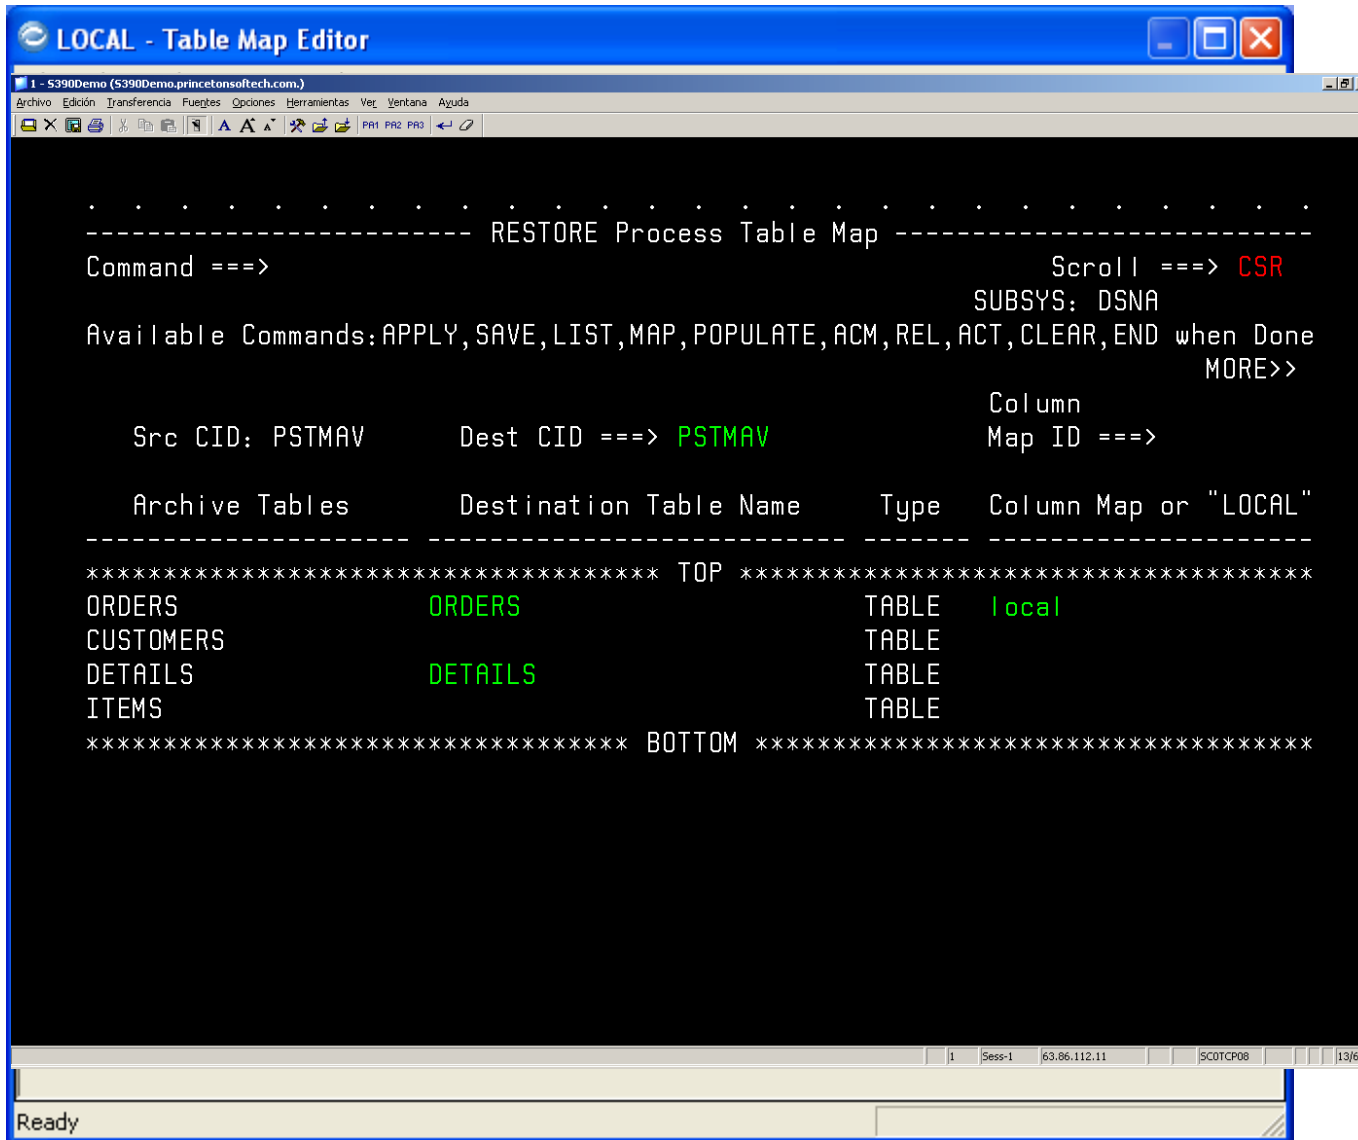 LOCAL - Table Map Editor
1 - S390Demo (S390Demo.princetonsoftech.com.)
Archivo Edición Transferencia Fuentes Opciones Herramientas Ver Ventana Ayuda
A A A PA1 PA2 PA3
. . . . . . . . . . . . . . . . . . . . . . . . . . .
------------------------- RESTORE Process Table Map ---------------------------
Command ===> Scroll ===> CSR
SUBSYS: DSNA
Available Commands:APPLY,SAVE,LIST,MAP,POPULATE,ACM,REL,ACT,CLEAR,END when Done
MORE>>
Column
Src CID: PSTMAV Dest CID ===> PSTMAV Map ID ===>
Archive Tables Destination Table Name Type Column Map or "LOCAL"
--------------------- --------------------------- ------- ---------------------
************************************* TOP *************************************
ORDERS ORDERS TABLE local
CUSTOMERS TABLE
DETAILS DETAILS TABLE
ITEMS TABLE
*********************************** BOTTOM ************************************
1 Sess-1 63.86.112.11 SC0TCP08 13/6
Ready